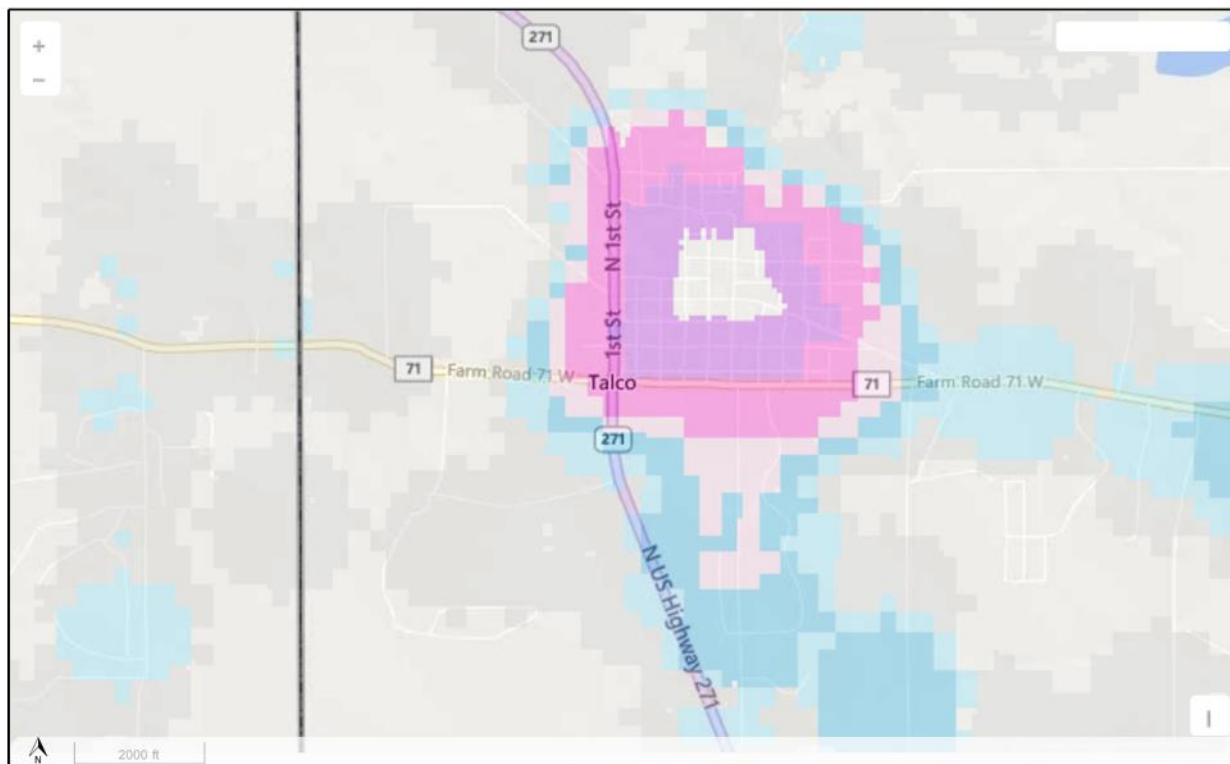 +
−
271
N 1st St
1st St
71
Farm Road 71 W
Talco
71
Farm Road 71 W
271
N US Highway 271
N
2000 ft